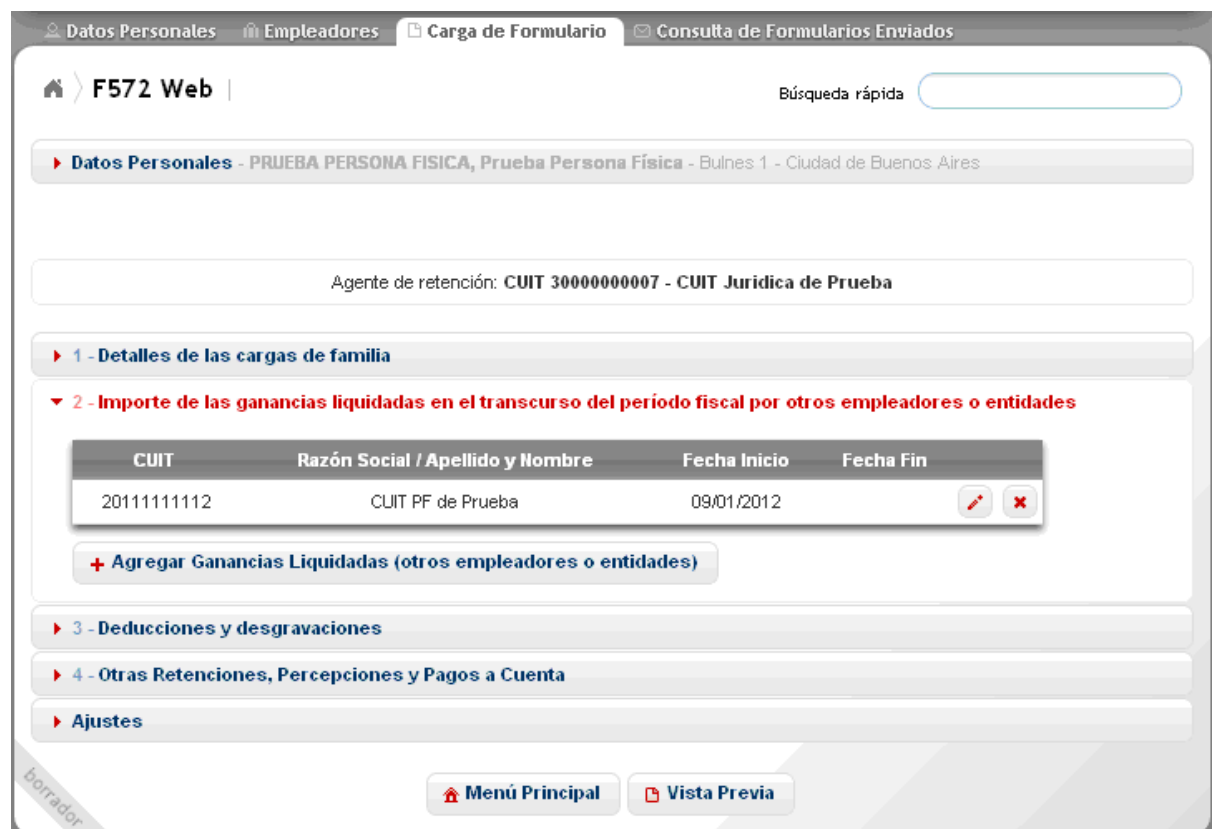 Datos Personales Empleadores Carga de Formulario Consulta de Formularios Enviados
F572 Web | Búsqueda rápida
Datos Personales - PRUEBA PERSONA FISICA, Prueba Persona Física - Bulnes 1 - Ciudad de Buenos Aires
Agente de retención: CUIT 30000000007 - CUIT Juridica de Prueba
1 - Detalles de las cargas de familia
2 - Importe de las ganancias liquidadas en el transcurso del período fiscal por otros empleadores o entidades
CUIT Razón Social / Apellido y Nombre Fecha Inicio Fecha Fin
20111111112 CUIT PF de Prueba 09/01/2012
+ Agregar Ganancias Liquidadas (otros empleadores o entidades)
3 - Deducciones y desgravaciones
4 - Otras Retenciones, Percepciones y Pagos a Cuenta
Ajustes
borrador
Menú Principal Vista Previa